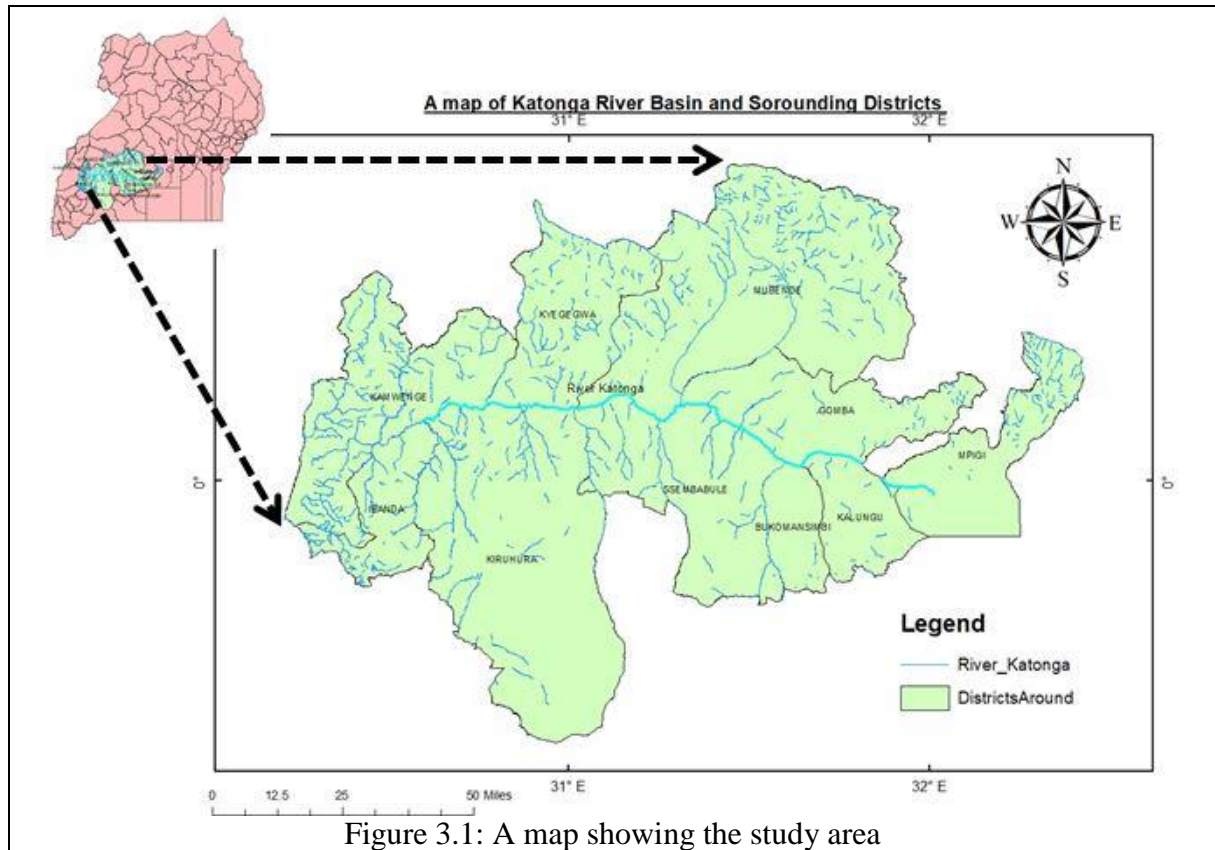 A map of Katonga River Basin and Sorounding Districts
31° E
32° E
N
W
E
S
MUBENDE
KYEGEGWA
River Katonga
KAMWENGE
GOMBA
MPIGI
0°
0°
SSEMBABULE
IBANDA
BUKOMANSIMBI
KALUNGU
KIRUHURA
Legend
River_Katonga
DistrictsAround
31° E
32° E
0
12.5
25
50 Miles
Figure 3.1: A map showing the study area